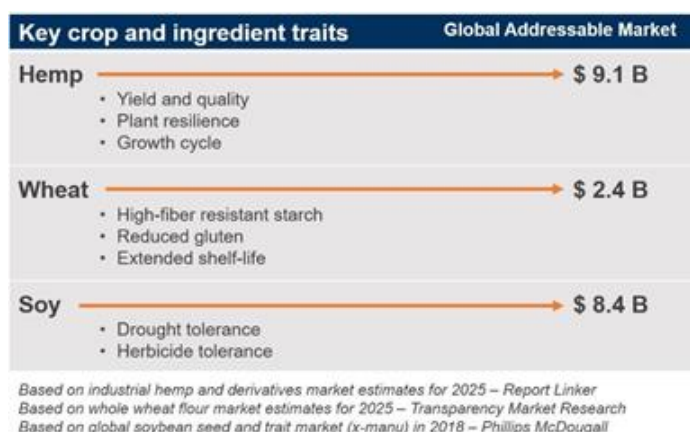 Key crop and ingredient traits Global Addressable Market
Hemp $ 9.1 B
• Yield and quality
• Plant resilience
• Growth cycle
Wheat $ 2.4 B
• High-fiber resistant starch
• Reduced gluten
• Extended shelf-life
Soy $ 8.4 B
• Drought tolerance
• Herbicide tolerance
Based on industrial hemp and derivatives market estimates for 2025 – Report Linker
Based on whole wheat flour market estimates for 2025 – Transparency Market Research
Based on global soybean seed and trait market (x-manu) in 2018 – Phillips McDougall